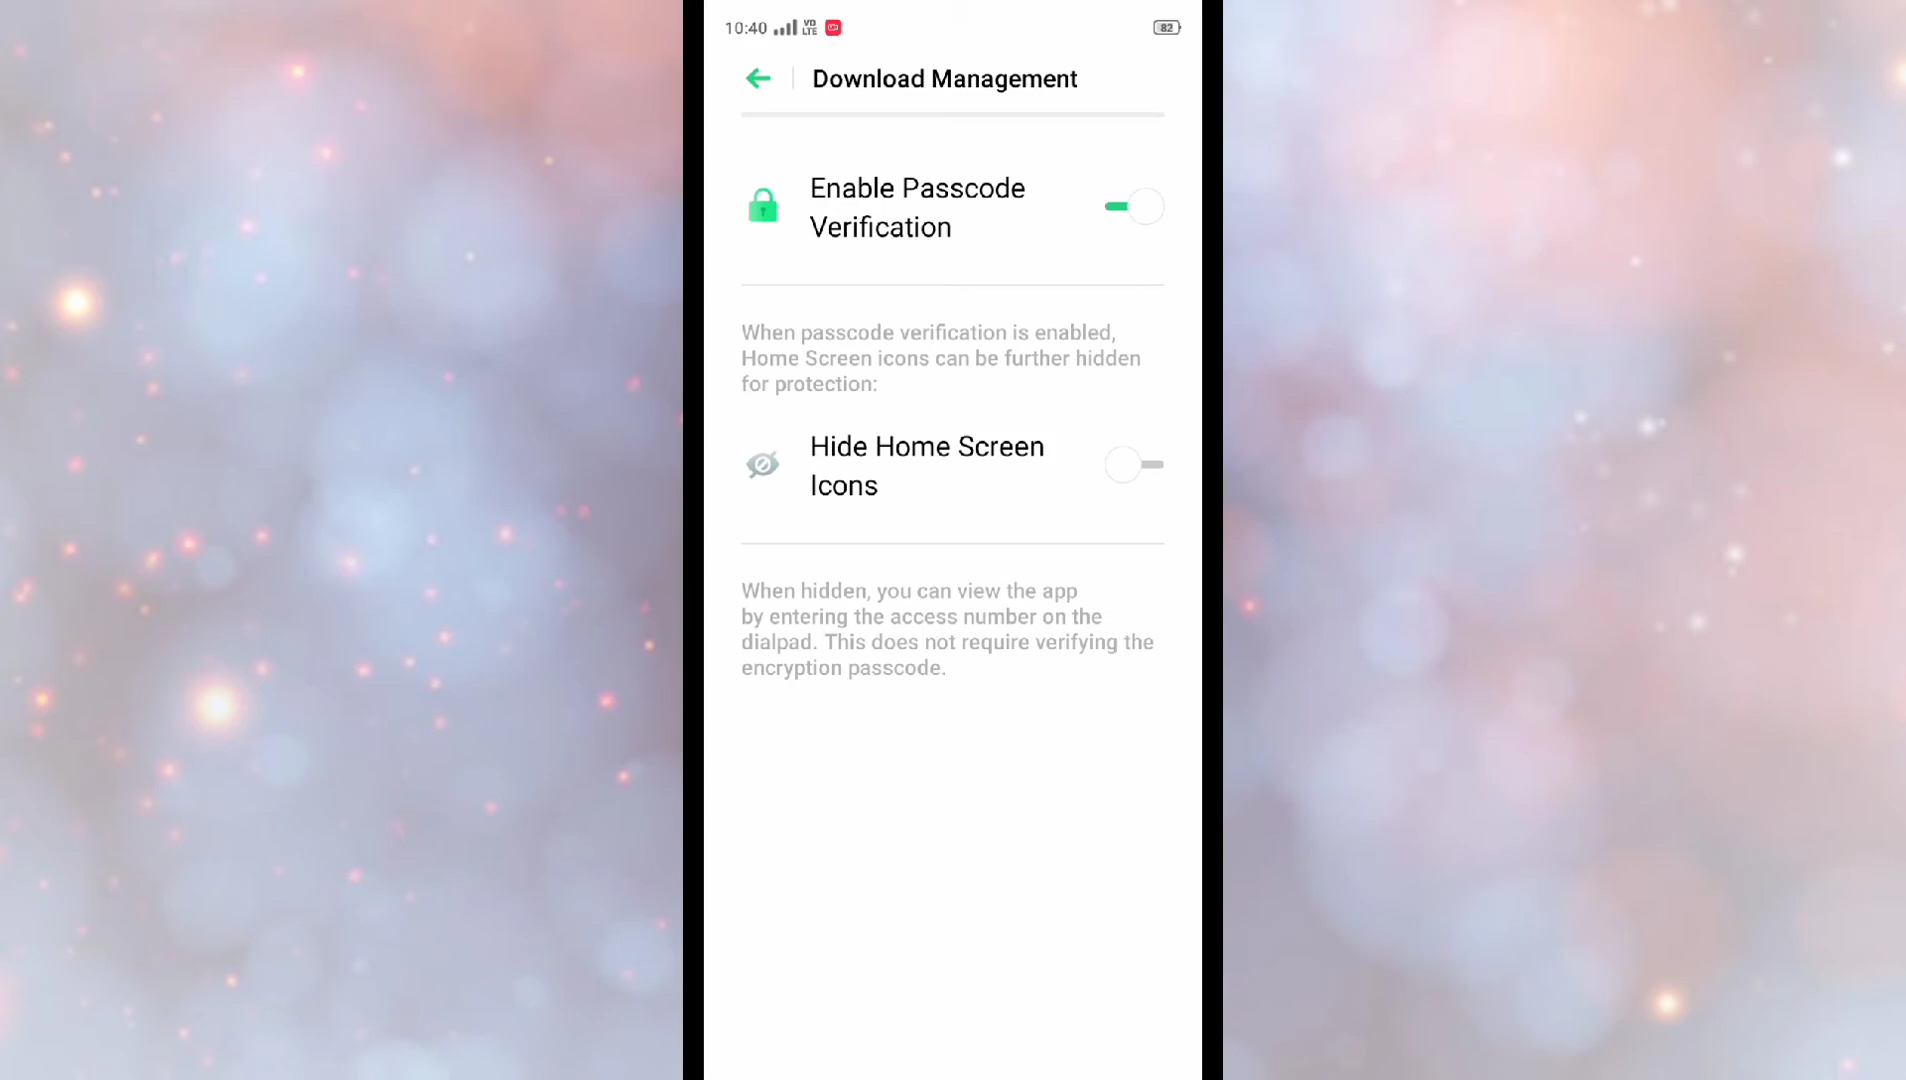 10:40 VO LTE 82
Download Management
Enable Passcode
Verification
When passcode verification is enabled,
Home Screen icons can be further hidden
for protection:
Hide Home Screen
Icons
When hidden, you can view the app
by entering the access number on the
dialpad. This does not require verifying the
encryption passcode.